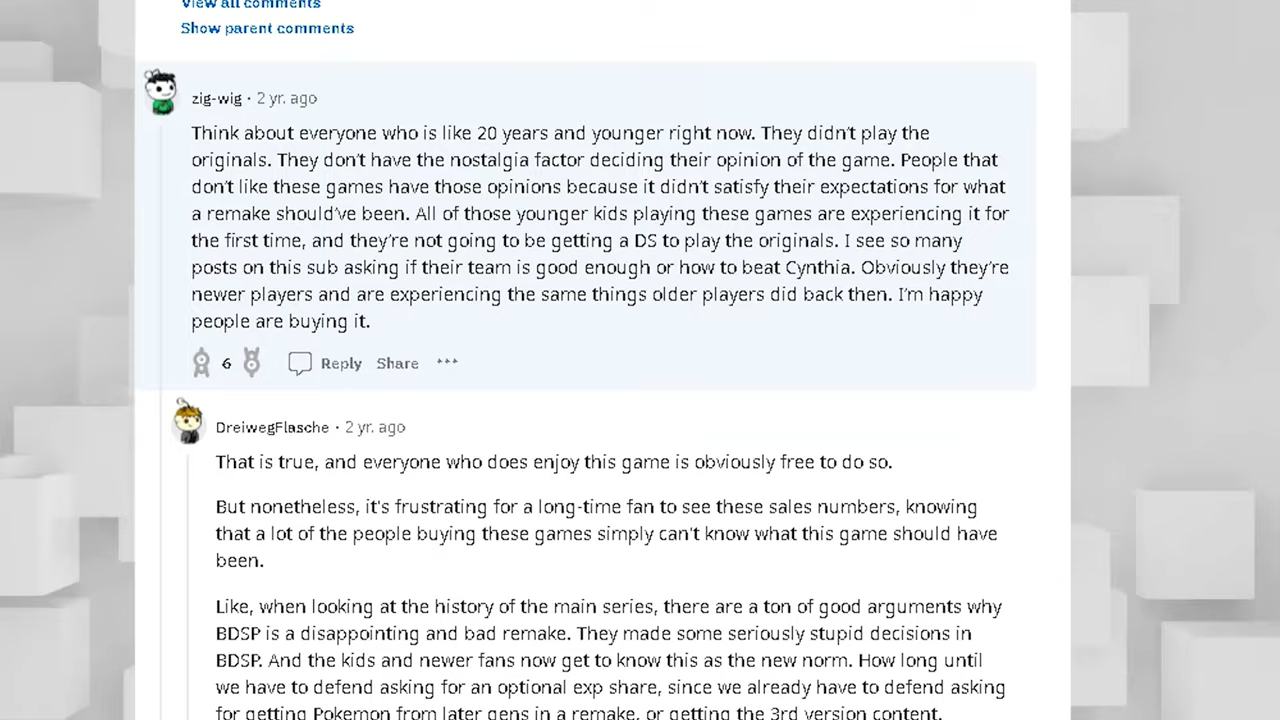 View all comments
Show parent comments
zig-wig · 2 yr. ago
Think about everyone who is like 20 years and younger right now. They didn't play the
originals. They don't have the nostalgia factor deciding their opinion of the game. People that
don't like these games have those opinions because it didn't satisfy their expectations for what
a remake should've been. All of those younger kids playing these games are experiencing it for
the first time, and they're not going to be getting a DS to play the originals. I see so many
posts on this sub asking if their team is good enough or how to beat Cynthia. Obviously they're
newer players and are experiencing the same things older players did back then. I'm happy
people are buying it.
6 Reply Share ···
DreiwegFlasche · 2 yr. ago
That is true, and everyone who does enjoy this game is obviously free to do so.
But nonetheless, it's frustrating for a long-time fan to see these sales numbers, knowing
that a lot of the people buying these games simply can't know what this game should have
been.
Like, when looking at the history of the main series, there are a ton of good arguments why
BDSP is a disappointing and bad remake. They made some seriously stupid decisions in
BDSP. And the kids and newer fans now get to know this as the new norm. How long until
we have to defend asking for an optional exp share, since we already have to defend asking
for getting Pokemon from later gens in a remake, or getting the 3rd version content.